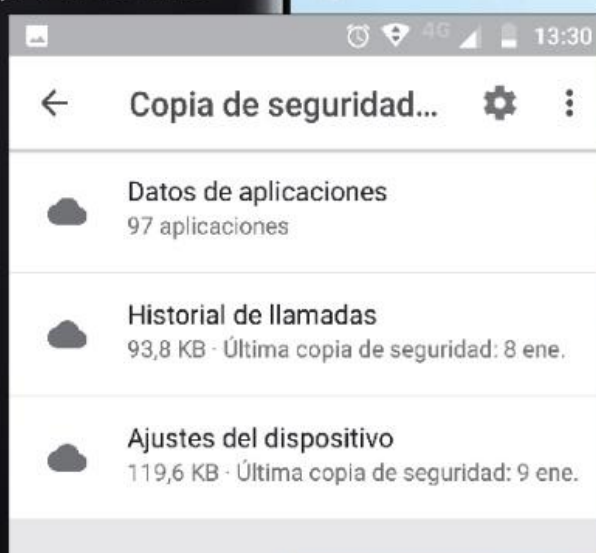 4G 13:30
Copia de seguridad...
Datos de aplicaciones
97 aplicaciones
Historial de llamadas
93,8 KB · Última copia de seguridad: 8 ene.
Ajustes del dispositivo
119,6 KB · Última copia de seguridad: 9 ene.